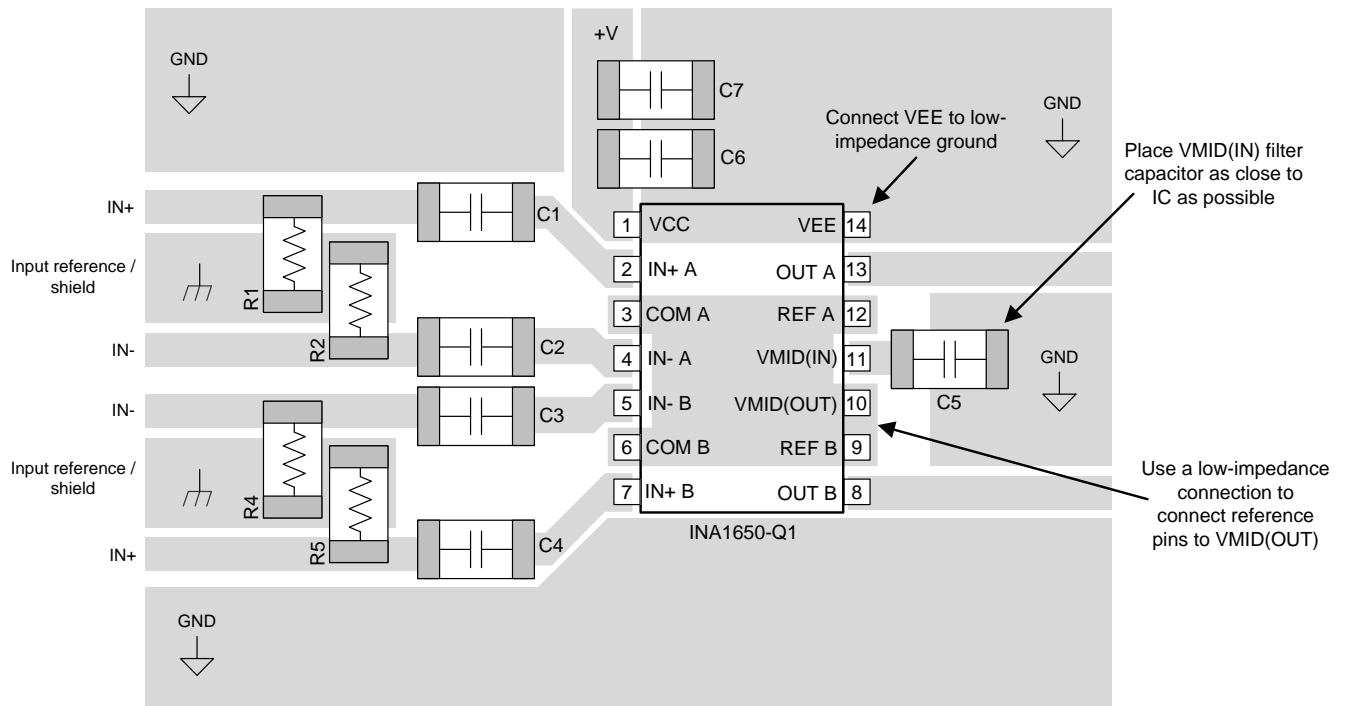 +V
GND
C7
Connect VEE to low-
impedance ground
GND
C6
Place VMID(IN) filter
capacitor as close to
IC as possible
IN+
C1
R1
Input reference /
shield
R2
IN-
C2
IN-
C3
R4
Input reference /
shield
R5
IN+
C4
1 VCC VEE 14
2 IN+ A OUT A 13
3 COM A REF A 12
4 IN- A VMID(IN) 11
5 IN- B VMID(OUT) 10
6 COM B REF B 9
7 IN+ B OUT B 8
INA1650-Q1
GND
C5
Use a low-impedance
connection to
connect reference
pins to VMID(OUT)
GND